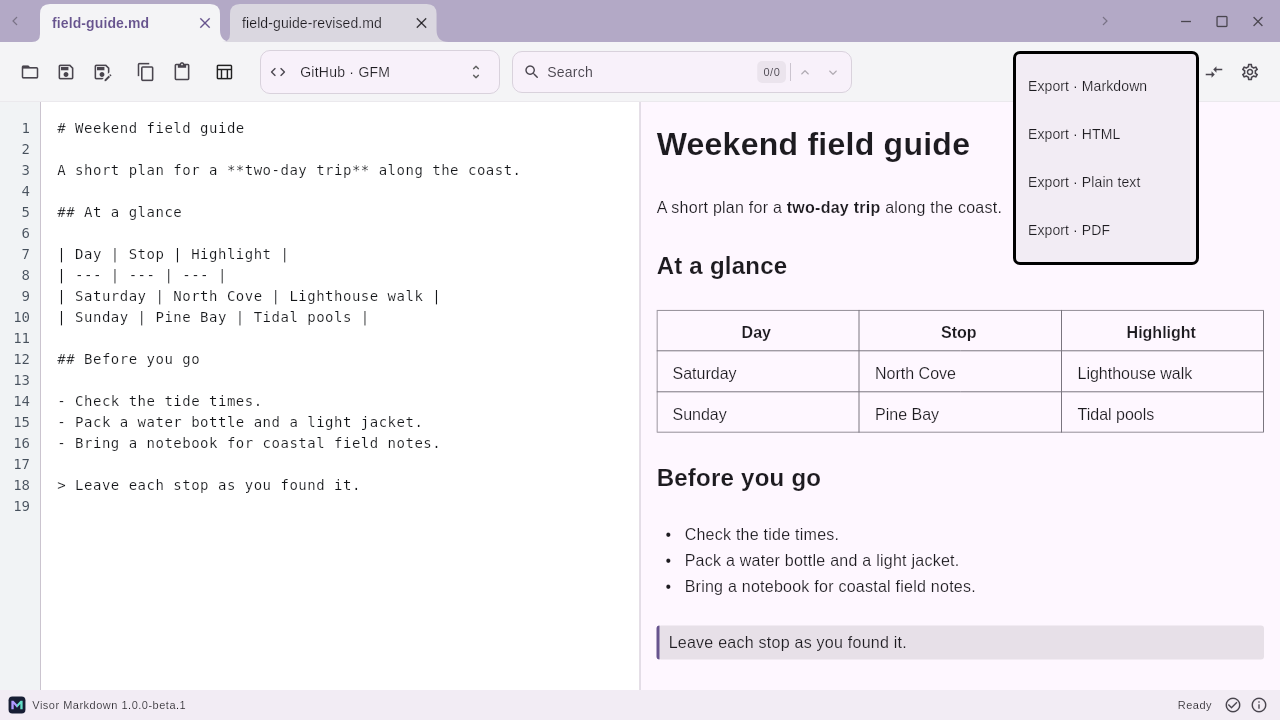 field-guide.md
field-guide-revised.md
GitHub · GFM
Search
0/0
Export · Markdown
Export · HTML
Export · Plain text
Export · PDF
1 # Weekend field guide
2
3 A short plan for a **two-day trip** along the coast.
4
5 ## At a glance
6
7 | Day | Stop | Highlight |
8 | --- | --- | --- |
9 | Saturday | North Cove | Lighthouse walk |
10 | Sunday | Pine Bay | Tidal pools |
11
12 ## Before you go
13
14 - Check the tide times.
15 - Pack a water bottle and a light jacket.
16 - Bring a notebook for coastal field notes.
17
18 > Leave each stop as you found it.
19
Weekend field guide
A short plan for a two-day trip along the coast.
At a glance
Day Stop Highlight
Saturday North Cove Lighthouse walk
Sunday Pine Bay Tidal pools
Before you go
• Check the tide times.
• Pack a water bottle and a light jacket.
• Bring a notebook for coastal field notes.
Leave each stop as you found it.
Visor Markdown 1.0.0-beta.1
Ready